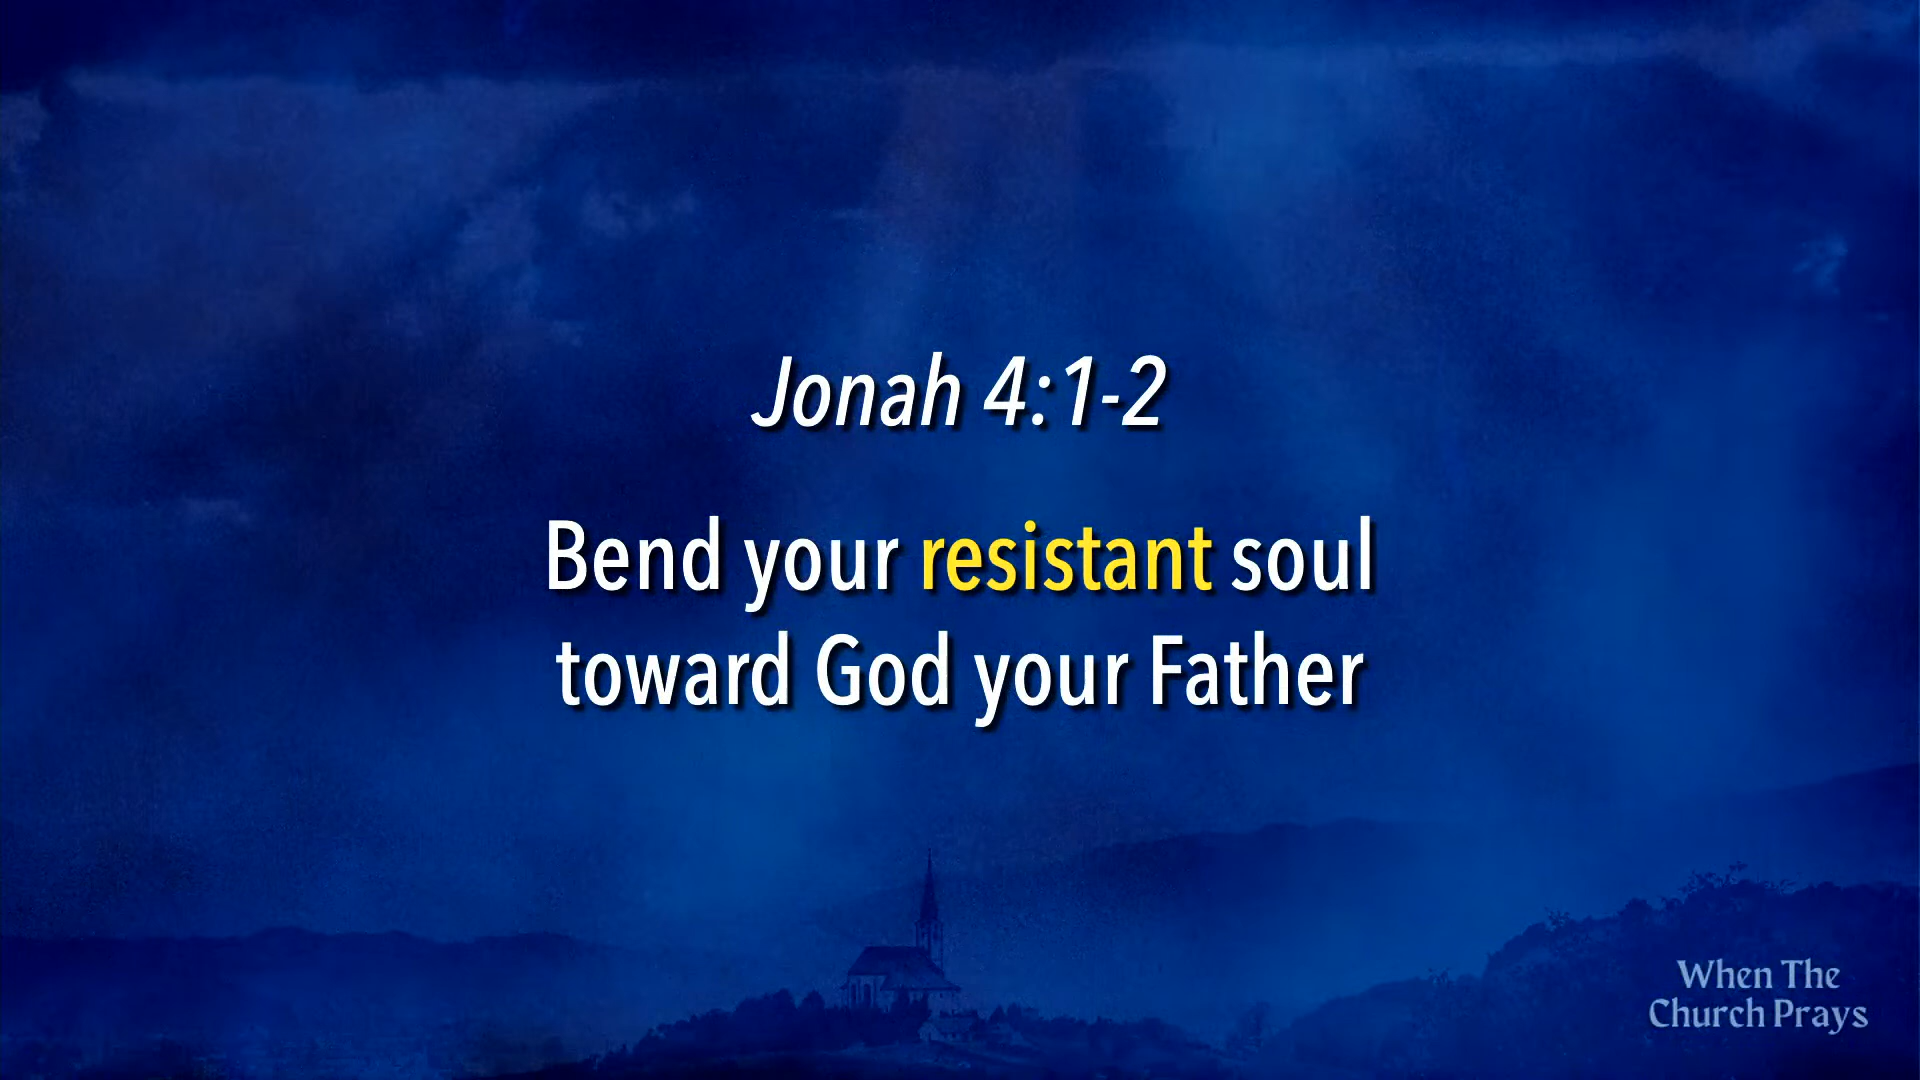 Jonah 4:1-2
Bend your resistant soul
toward God your Father
When The
Church Prays